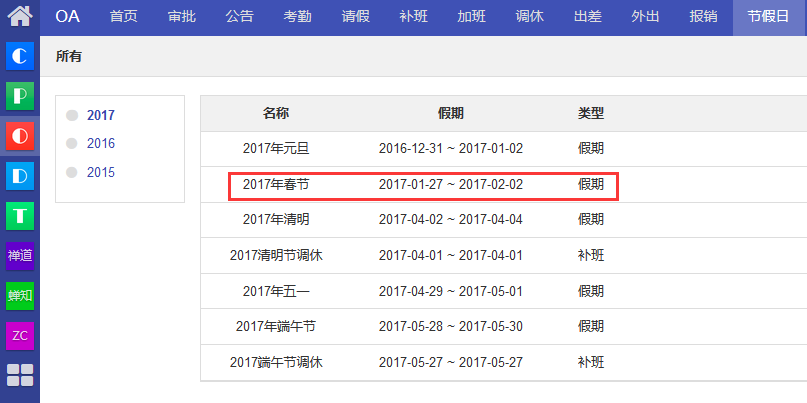 OA 首页 审批 公告 考勤 请假 补班 加班 调休 出差 外出 报销 节假日
所有
C
P
O
D
T
禅道
蝉知
ZC
2017
2016
2015
名称 假期 类型
2017年元旦 2016-12-31 ~ 2017-01-02 假期
2017年春节 2017-01-27 ~ 2017-02-02 假期
2017年清明 2017-04-02 ~ 2017-04-04 假期
2017清明节调休 2017-04-01 ~ 2017-04-01 补班
2017年五一 2017-04-29 ~ 2017-05-01 假期
2017年端午节 2017-05-28 ~ 2017-05-30 假期
2017端午节调休 2017-05-27 ~ 2017-05-27 补班